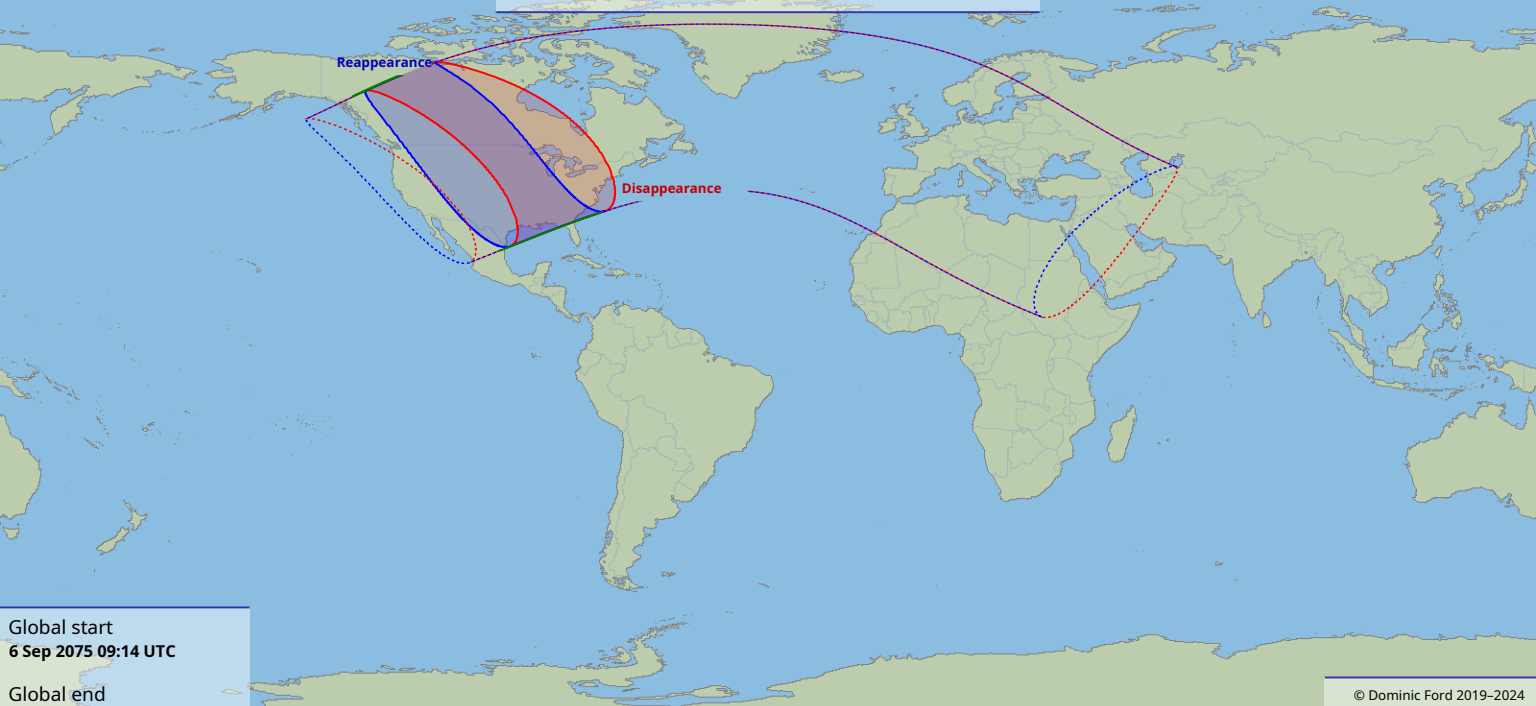 Reappearance
Disappearance
Global start
6 Sep 2075 09:14 UTC
Global end
© Dominic Ford 2019–2024